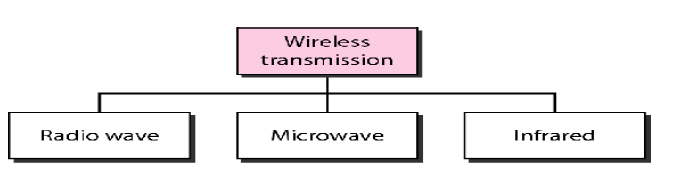 Wireless
transmission
Radio wave
Microwave
Infrared